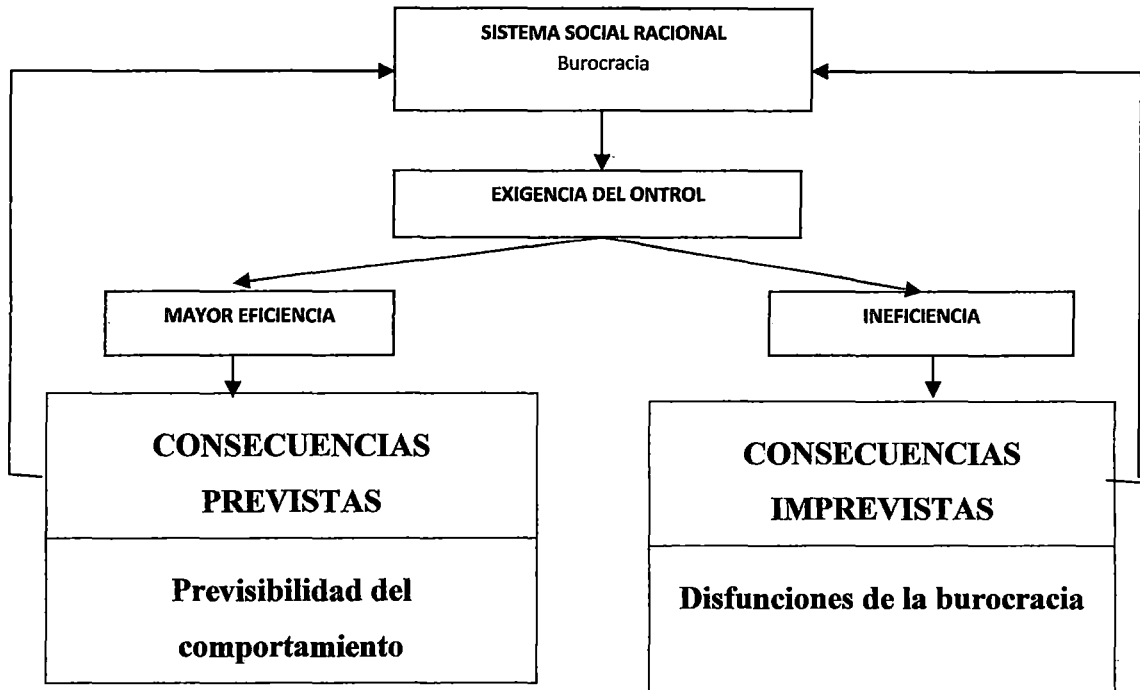 SISTEMA SOCIAL RACIONAL
Burocracia
EXIGENCIA DEL ONTROL
MAYOR EFICIENCIA
INEFICIENCIA
CONSECUENCIAS
PREVISTAS
Previsibilidad del
comportamiento
CONSECUENCIAS
IMPREVISTAS
Disfunciones de la burocracia